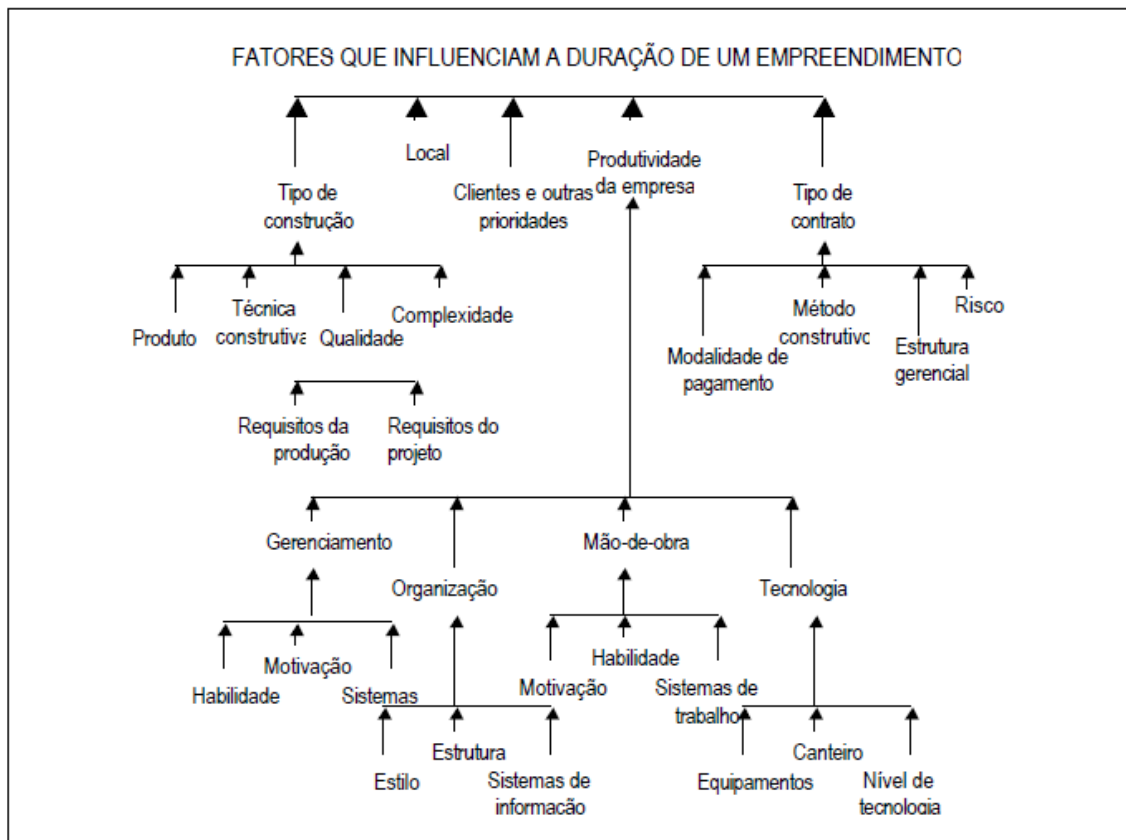 FATORES QUE INFLUENCIAM A DURAÇÃO DE UM EMPREENDIMENTO
Local
Produtividade
da empresa
Tipo de
construção
Clientes e outras
prioridades
Tipo de
contrato
Produto
Técnica
construtiva
Qualidade
Complexidade
Modalidade de
pagamento
Método
construtivo
Estrutura
gerencial
Risco
Requisitos da
produção
Requisitos do
projeto
Gerenciamento
Organização
Mão-de-obra
Tecnologia
Habilidade
Motivação
Sistemas
Motivação
Habilidade
Sistemas de
trabalho
Estilo
Estrutura
Sistemas de
informação
Equipamentos
Canteiro
Nível de
tecnologia